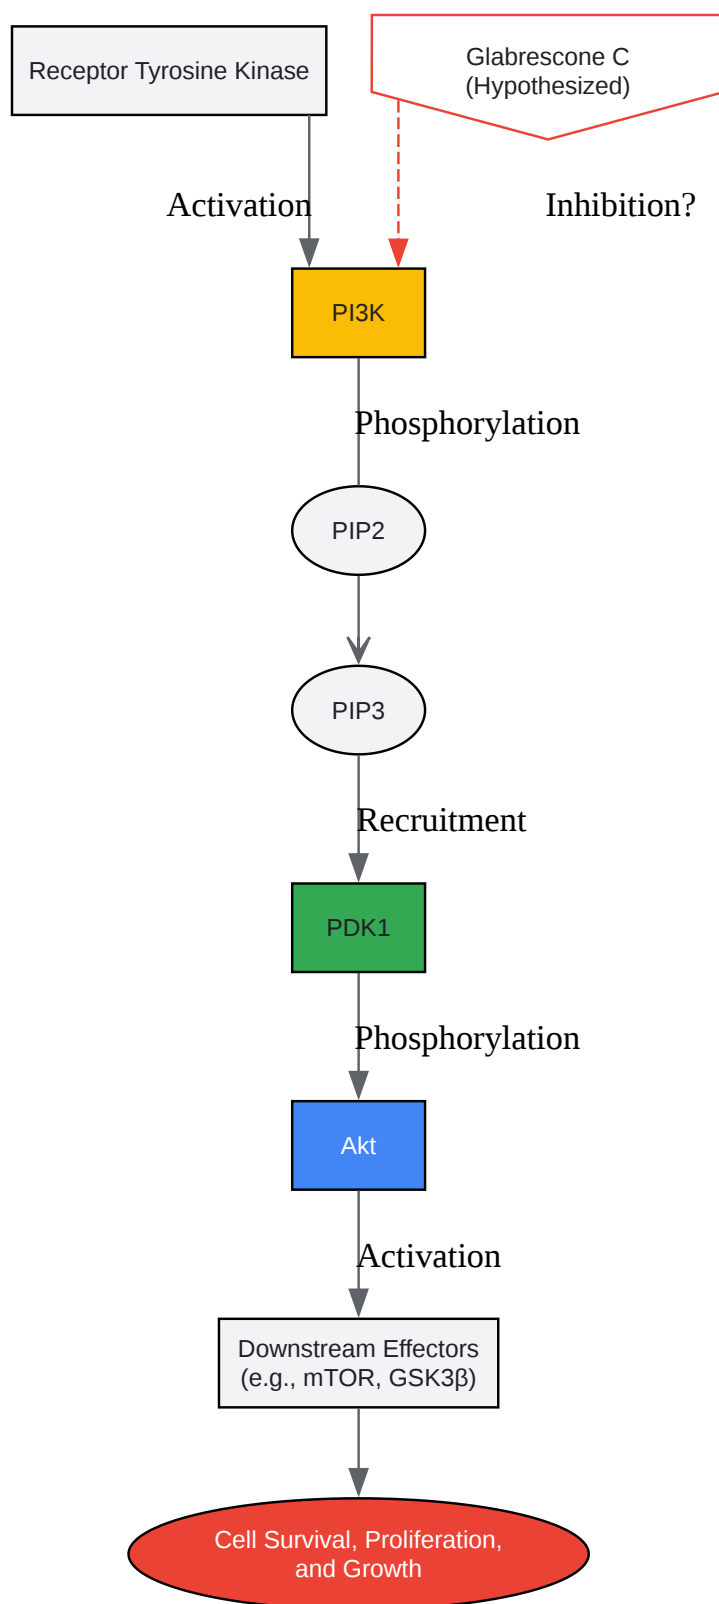 Receptor Tyrosine Kinase
Glabrescone C
(Hypothesized)
Activation
Inhibition?
PI3K
Phosphorylation
PIP2
PIP3
Recruitment
PDK1
Phosphorylation
Akt
Activation
Downstream Effectors
(e.g., mTOR, GSK3β)
Cell Survival, Proliferation,
and Growth